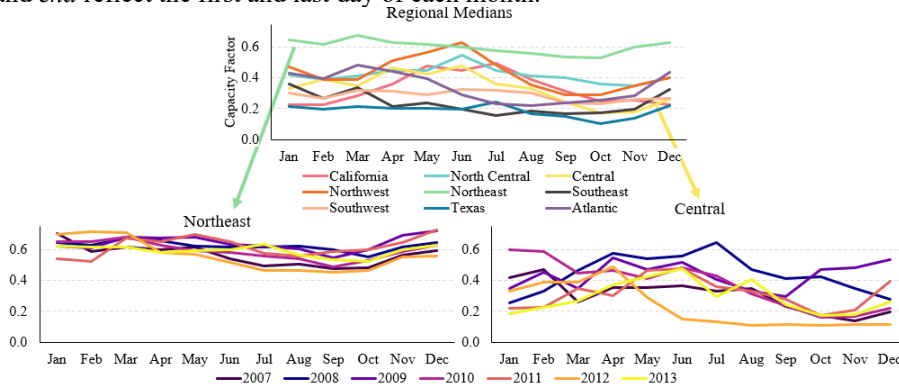 and end reflect the first and last day of each month.
Regional Medians
Capacity Factor
0.6
0.4
0.2
0.0
Jan Feb Mar Apr May Jun Jul Aug Sep Oct Nov Dec
California North Central Central
Northwest Northeast Southeast
Southwest Texas Atlantic
Northeast
0.6
0.4
0.2
0.0
Jan Feb Mar Apr May Jun Jul Aug Sep Oct Nov Dec
Central
0.6
0.4
0.2
0.0
Jan Feb Mar Apr May Jun Jul Aug Sep Oct Nov Dec
2007 2008 2009 2010 2011 2012 2013